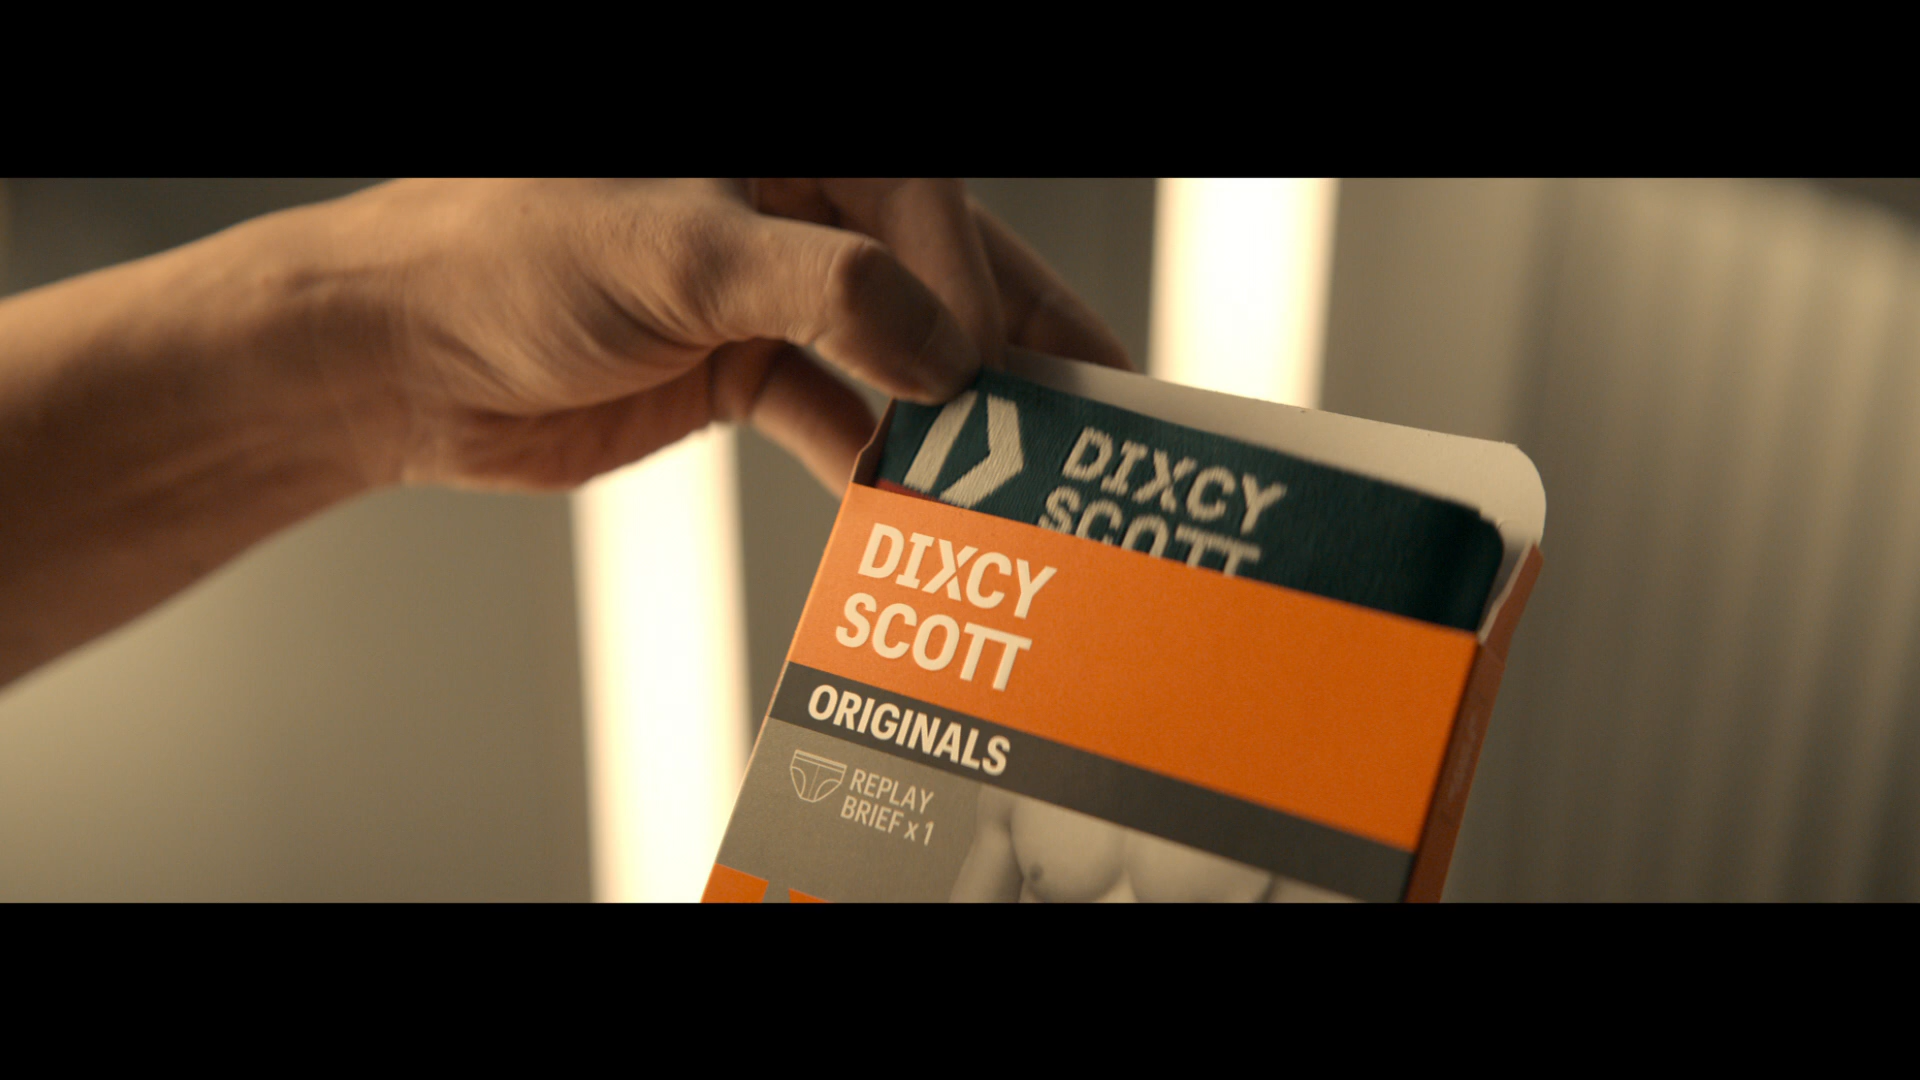 DIXCY
SCOTT
DIXCY
SCOTT
ORIGINALS
REPLAY
BRIEF x 1